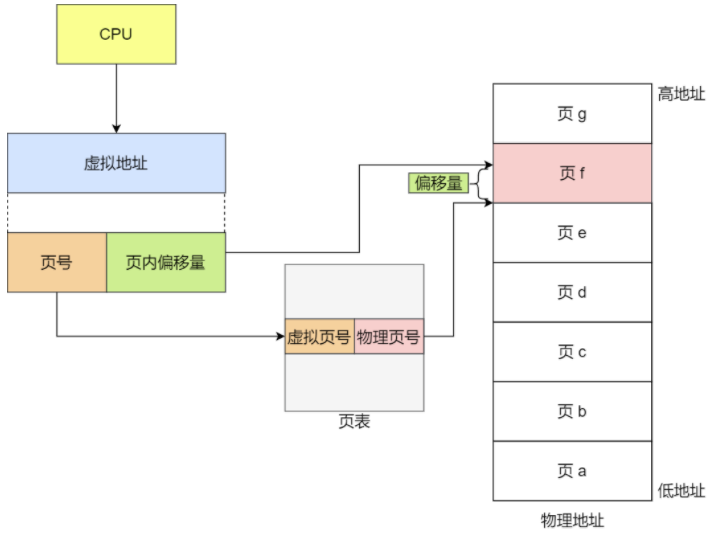 CPU
虚拟地址
页号
页内偏移量
虚拟页号
物理页号
页表
偏移量
高地址
页 g
页 f
页 e
页 d
页 c
页 b
页 a
低地址
物理地址